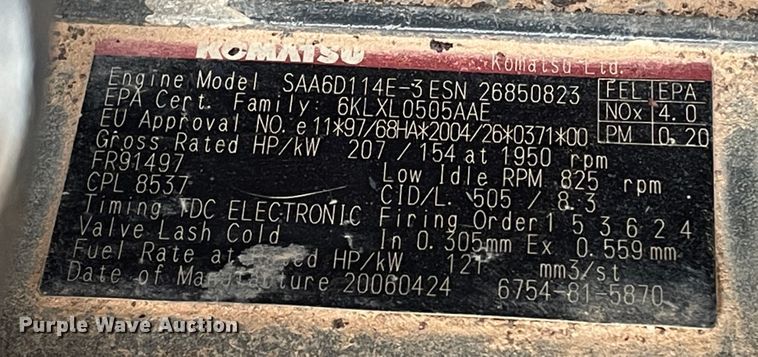 KOMATSU
Komatsu Ltd.
Engine Model SAA6D114E-3 ESN 26850823 FEL EPA
EPA Cert. Family: 6KLXL0505AAE NOx 4.0
EU Approval NO. e11*97/68HA*2004/26*0371*00 PM 0.20
Gross Rated HP/kW 207 / 154 at 1950 rpm
FR91497 Low Idle RPM 825 rpm
CPL 8537 CID/L. 505 / 8.3
Timing TDC ELECTRONIC Firing Order 1 5 3 6 2 4
Valve Lash Cold In 0.305mm Ex 0.559mm
Fuel Rate at HP/kW 121 mm3/st
Date of Manufacture 20060424 6754-81-5870
Purple Wave Auction